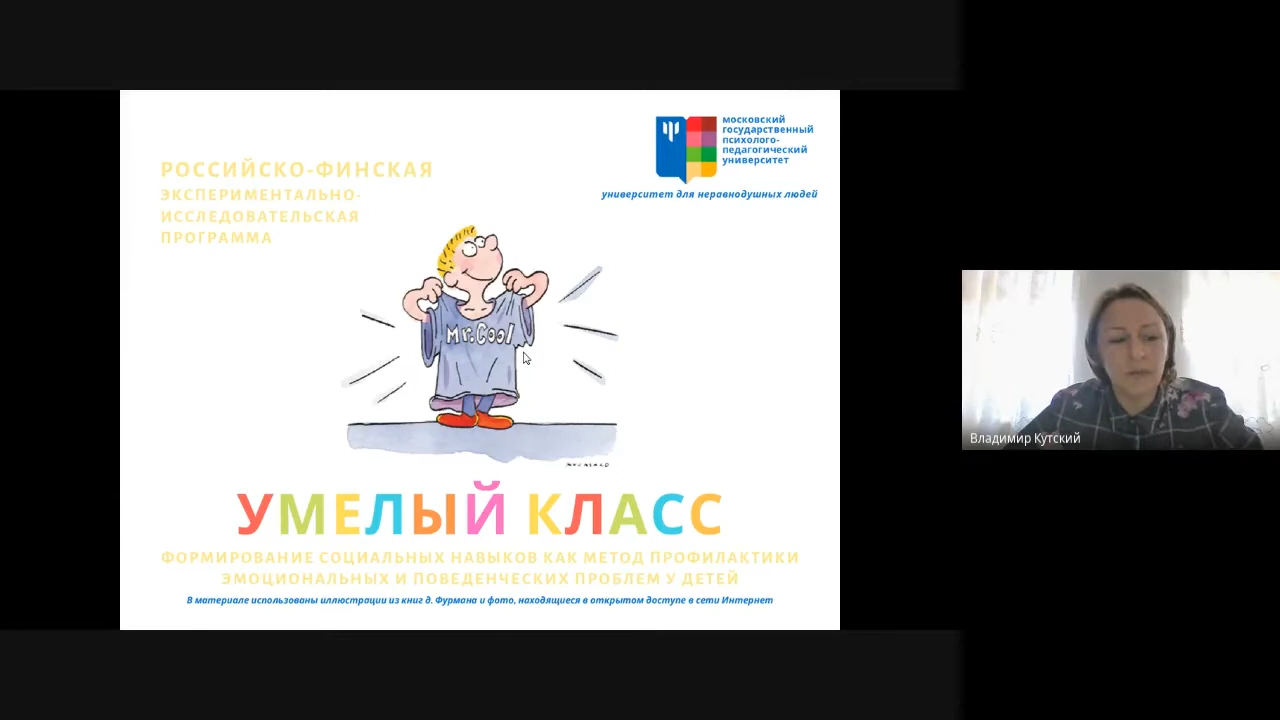 московский
государственный
психолого-
педагогический
университет
университет для неравнодушных людей
РОССИЙСКО-ФИНСКАЯ
ЭКСПЕРИМЕНТАЛЬНО-
ИССЛЕДОВАТЕЛЬСКАЯ
ПРОГРАММА
Mr.Cool
УМЕЛЫЙ КЛАСС
ФОРМИРОВАНИЕ СОЦИАЛЬНЫХ НАВЫКОВ КАК МЕТОД ПРОФИЛАКТИКИ
ЭМОЦИОНАЛЬНЫХ И ПОВЕДЕНЧЕСКИХ ПРОБЛЕМ У ДЕТЕЙ
В материале использованы иллюстрации из книг д. Фурмана и фото, находящиеся в открытом доступе в сети Интернет
Владимир Кутский